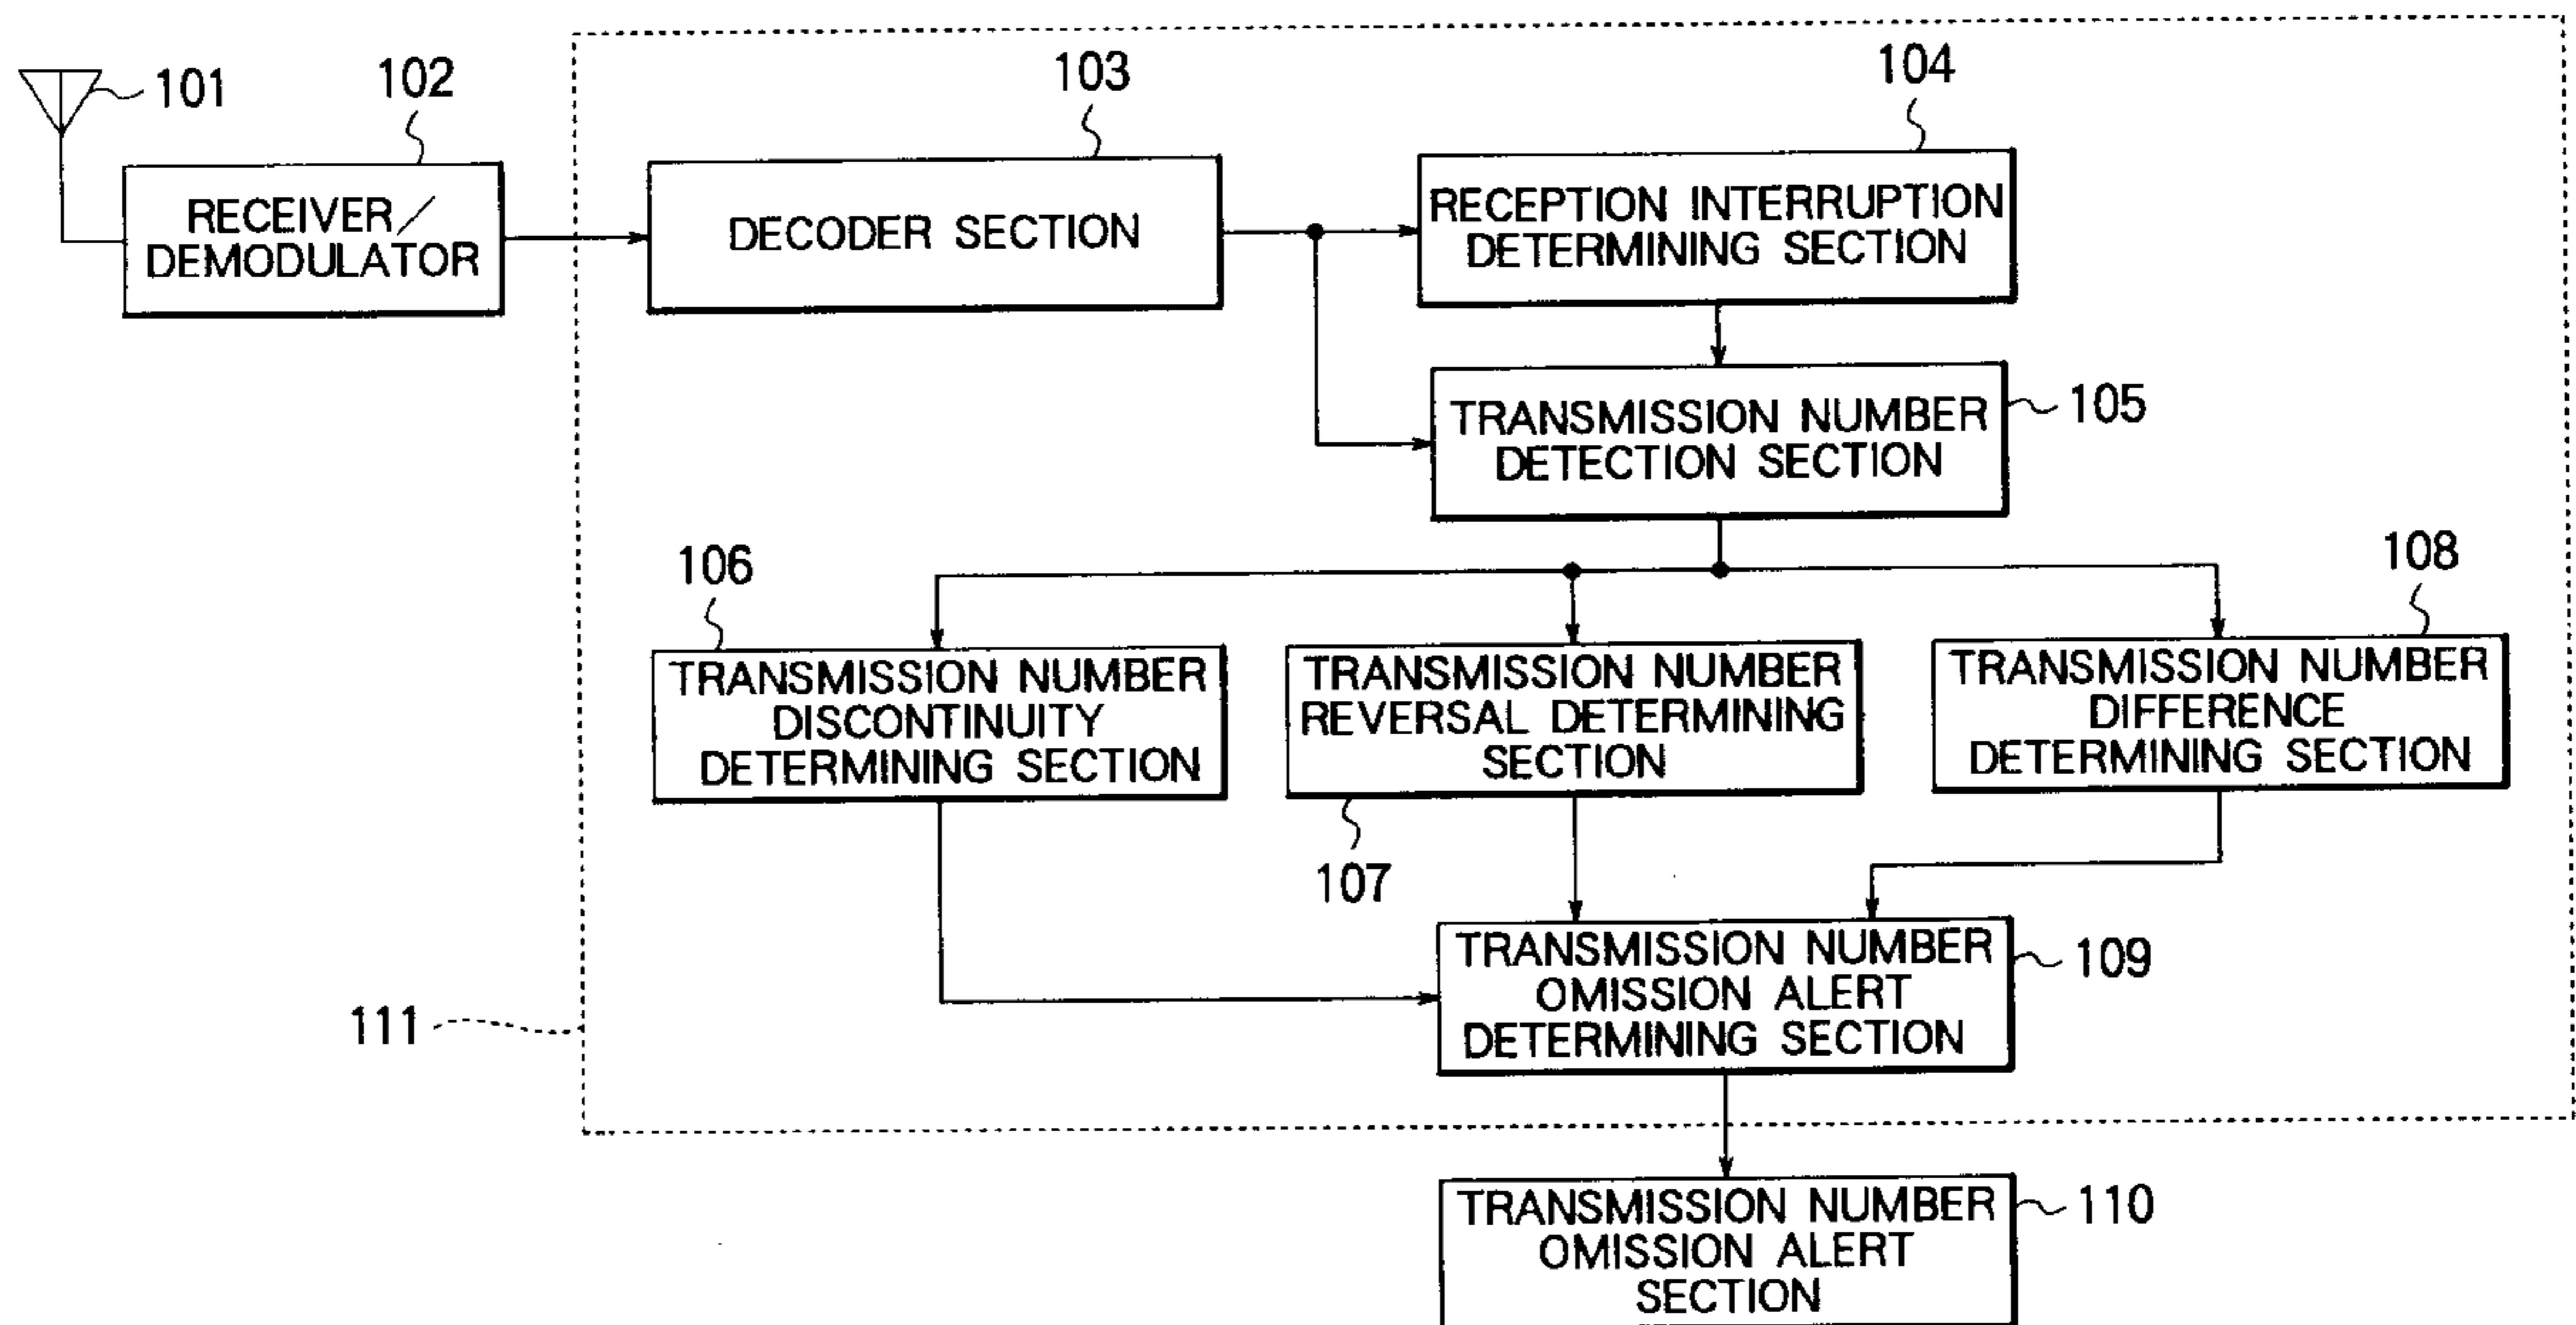 101
102
103
104
RECEIVER/
DEMODULATOR
DECODER SECTION
RECEPTION INTERRUPTION
DETERMINING SECTION
TRANSMISSION NUMBER
DETECTION SECTION
105
106
108
TRANSMISSION NUMBER
DISCONTINUITY
DETERMINING SECTION
TRANSMISSION NUMBER
REVERSAL DETERMINING
SECTION
TRANSMISSION NUMBER
DIFFERENCE
DETERMINING SECTION
107
TRANSMISSION NUMBER
OMISSION ALERT
DETERMINING SECTION
109
111
TRANSMISSION NUMBER
OMISSION ALERT
SECTION
110